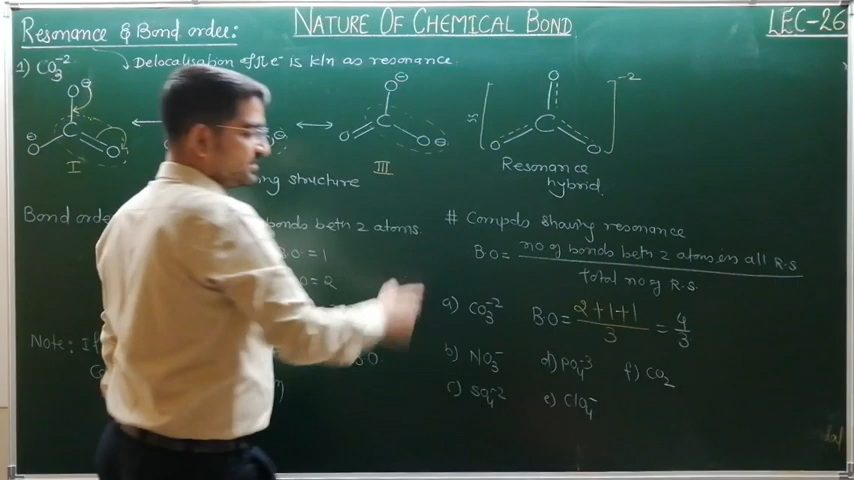 NATURE OF CHEMICAL BOND
LEC-26
Resonance & Bond order:
Delocalisation of π e⁻ is k/n as resonance.
1) CO₃⁻²
O⊖ C ⊖O O
I
⊖
O⊖ C O O⊖
III
≈ [O C O O]⁻²
Resonance
hybrid.
structure
Bond order
bonds betn 2 atoms.
B·O = 1
= 2
Note: If
BO
# Compds showing resonance
B·O = no of bonds betn 2 atoms in all R·S
total no of R·S.
a) CO₃⁻² B·O = 2+1+1 / 3 = 4/3
b) NO₃⁻ d) PO₄⁻³ f) CO₂
c) SO₄⁻² e) ClO₄⁻